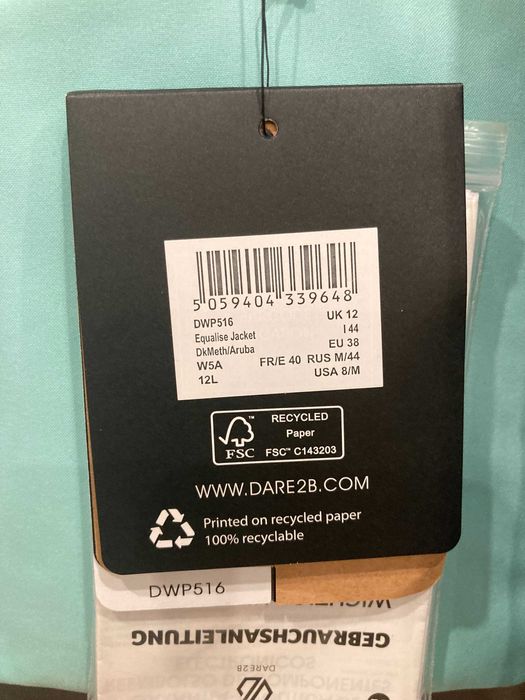 5 059404 339648
DWP516
Equalise Jacket
DkMeth/Aruba
W5A
12L
UK 12
I 44
EU 38
FR/E 40 RUS M/44
USA 8/M
FSC™
RECYCLED
Paper
FSC™ C143203
WWW.DARE2B.COM
Printed on recycled paper
100% recyclable
DWP516
GEBRAUCHSANLEITUNG
DARE2B